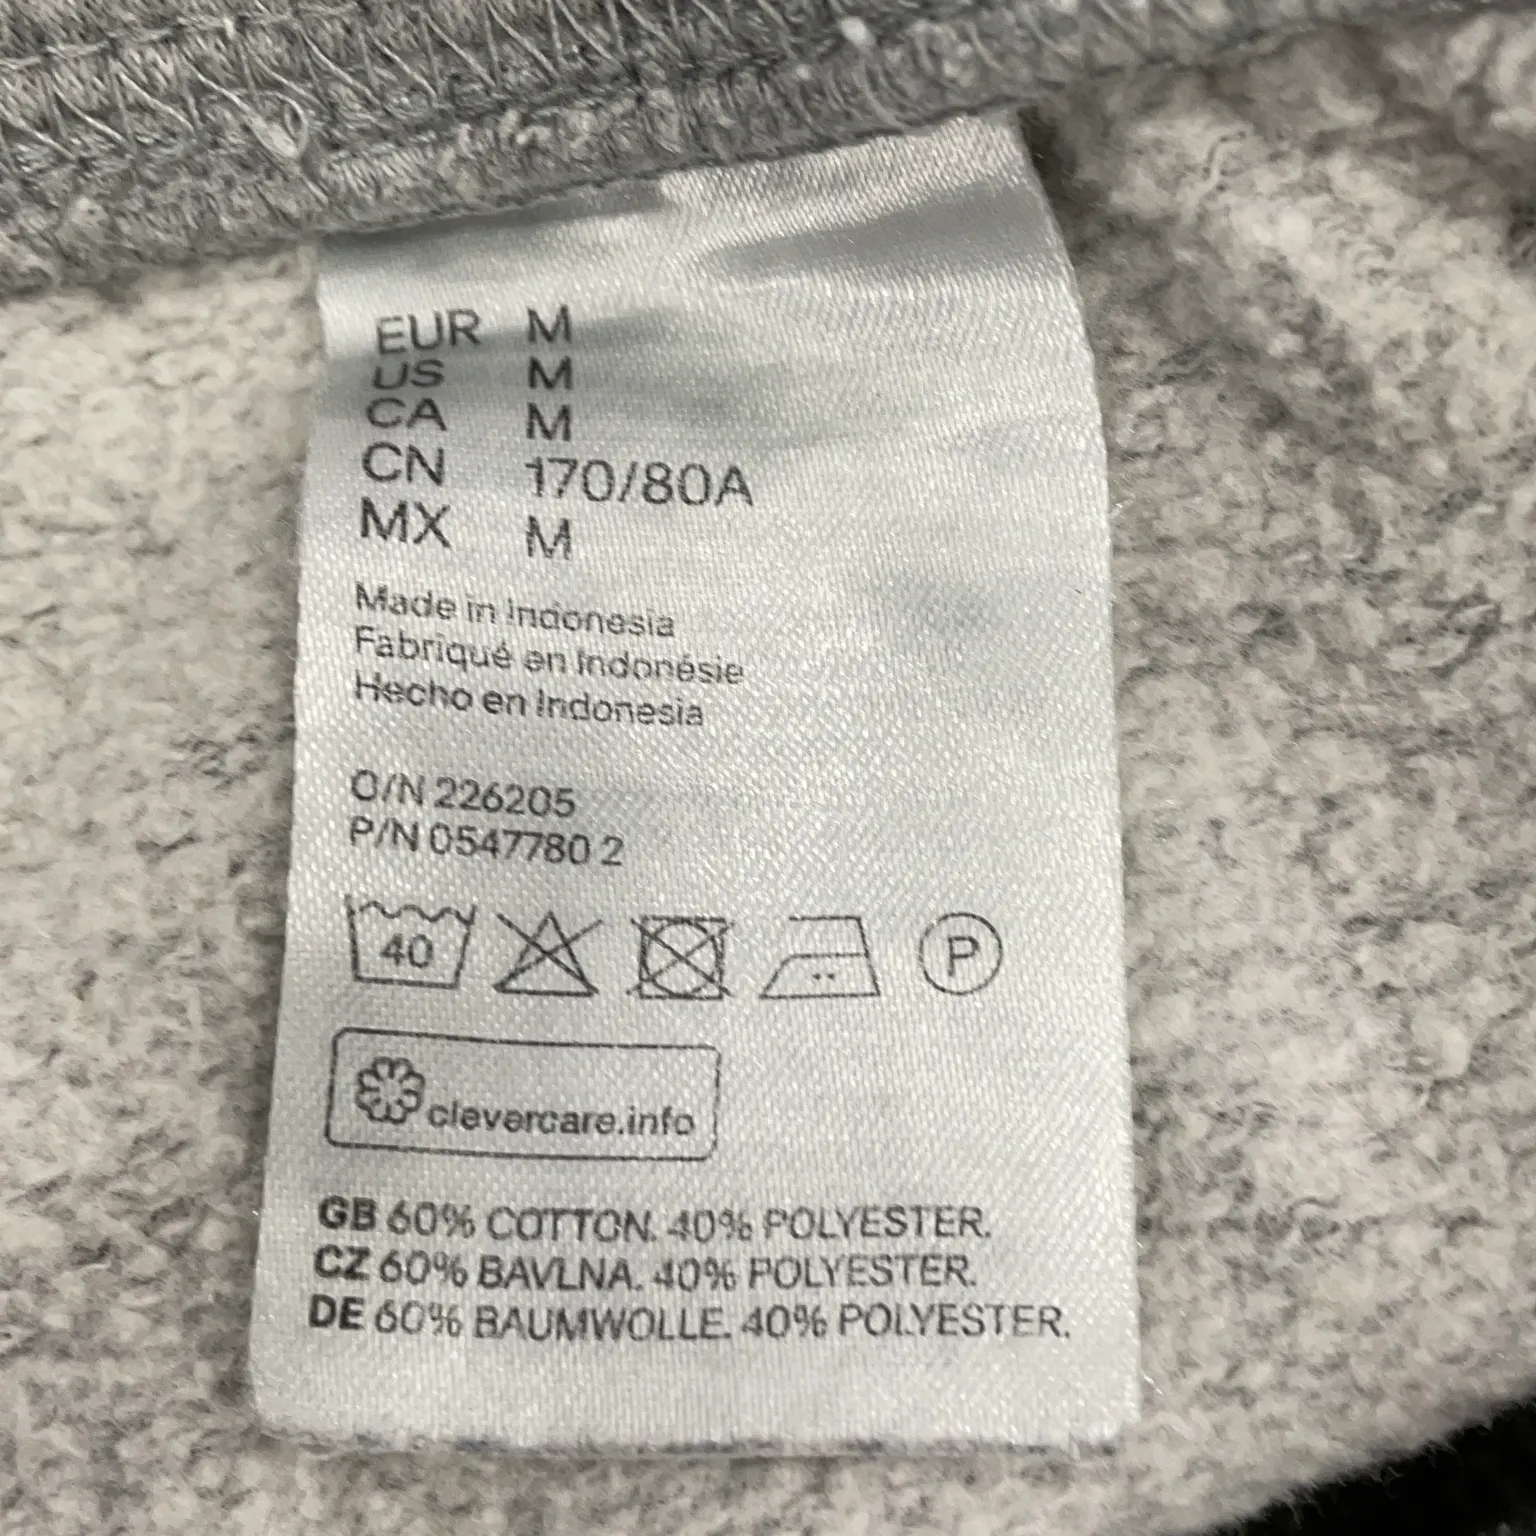 EUR M
US M
CA M
CN 170/80A
MX M
Made in Indonesia
Fabriqué en Indonésie
Hecho en Indonesia
O/N 226205
P/N 0547780 2
40 P
clevercare.info
GB 60% COTTON. 40% POLYESTER.
CZ 60% BAVLNA. 40% POLYESTER.
DE 60% BAUMWOLLE. 40% POLYESTER.